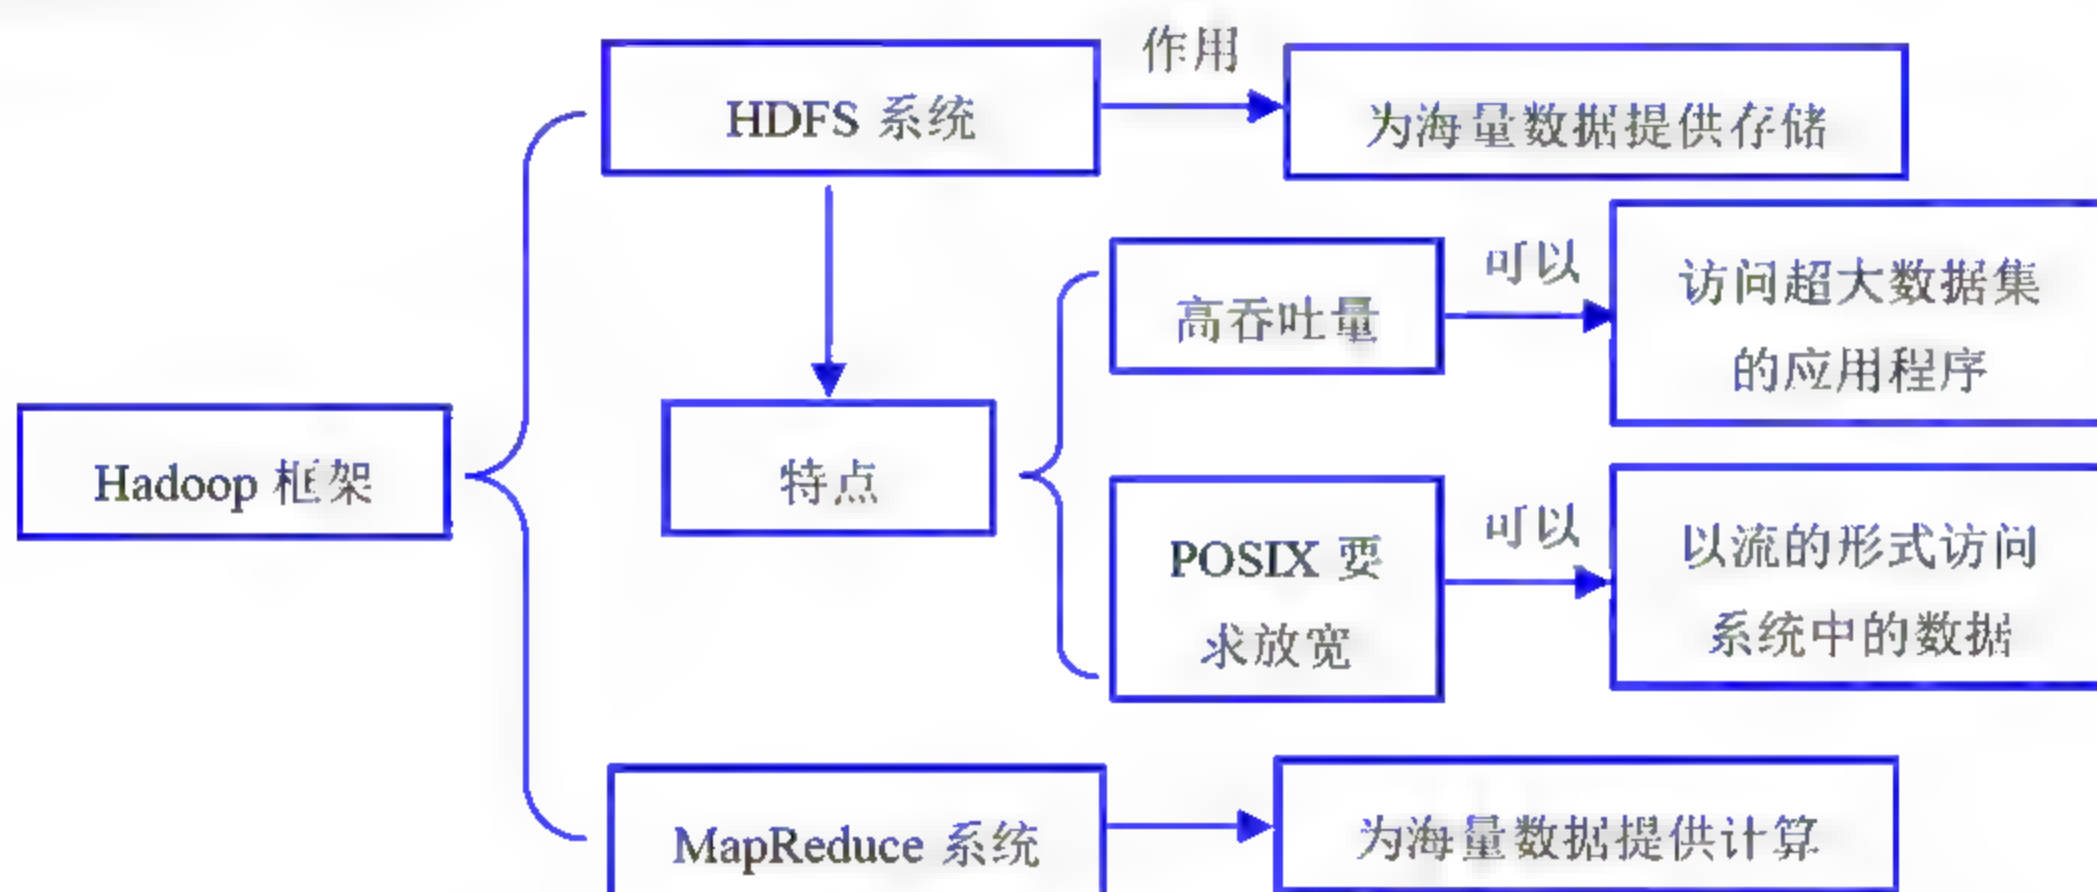 作用
HDFS 系统
为海量数据提供存储
可以
访问超大数据集
的应用程序
高吞吐量
Hadoop 框架
特点
可以
POSIX 要
求放宽
以流的形式访问
系统中的数据
MapReduce 系统
为海量数据提供计算